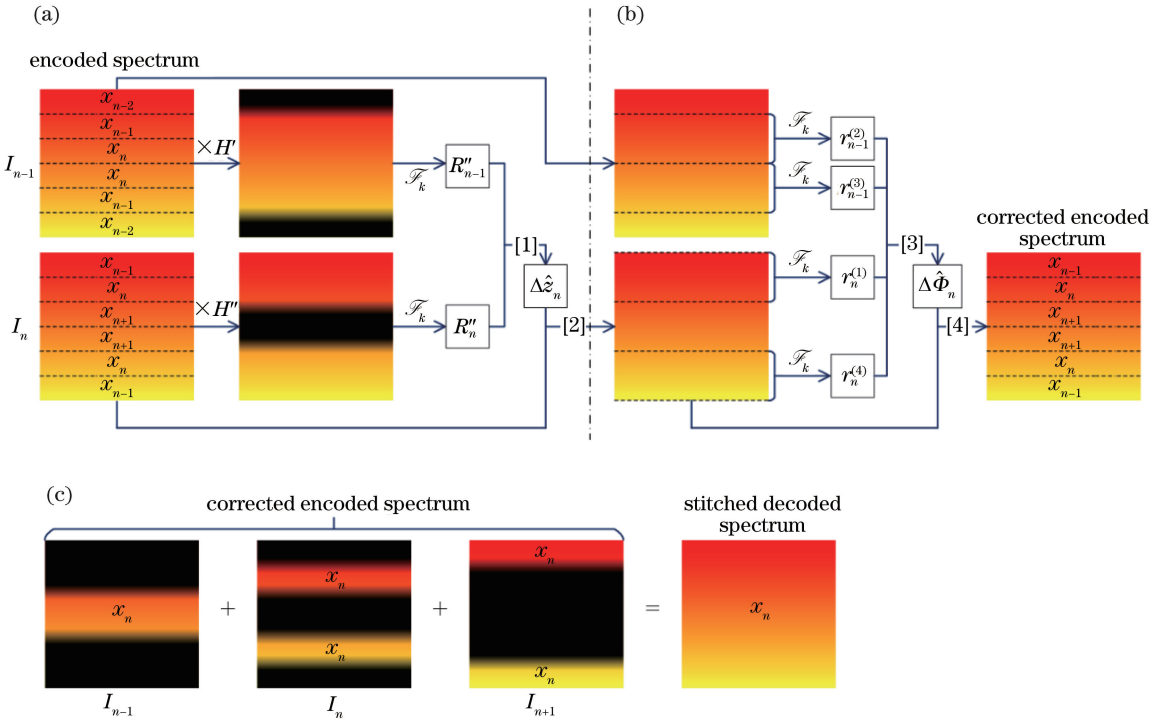 (a)
(b)
encoded spectrum
I_{n-1}
x_{n-2}
x_{n-1}
x_n
x_n
x_{n-1}
x_{n-2}
×H′
ℱ_k
R″_{n-1}
I_n
x_{n-1}
x_n
x_{n+1}
x_{n+1}
x_n
x_{n-1}
×H″
ℱ_k
R″_n
[1]
Δẑ_n
[2]
ℱ_k
r_{n-1}^{(2)}
ℱ_k
r_{n-1}^{(3)}
ℱ_k
r_n^{(1)}
ℱ_k
r_n^{(4)}
[3]
ΔΦ̂_n
[4]
corrected encoded
spectrum
x_{n-1}
x_n
x_{n+1}
x_{n+1}
x_n
x_{n-1}
(c)
corrected encoded spectrum
stitched decoded
spectrum
x_n
+
x_n
x_n
+
x_n
x_n
=
x_n
I_{n-1}
I_n
I_{n+1}